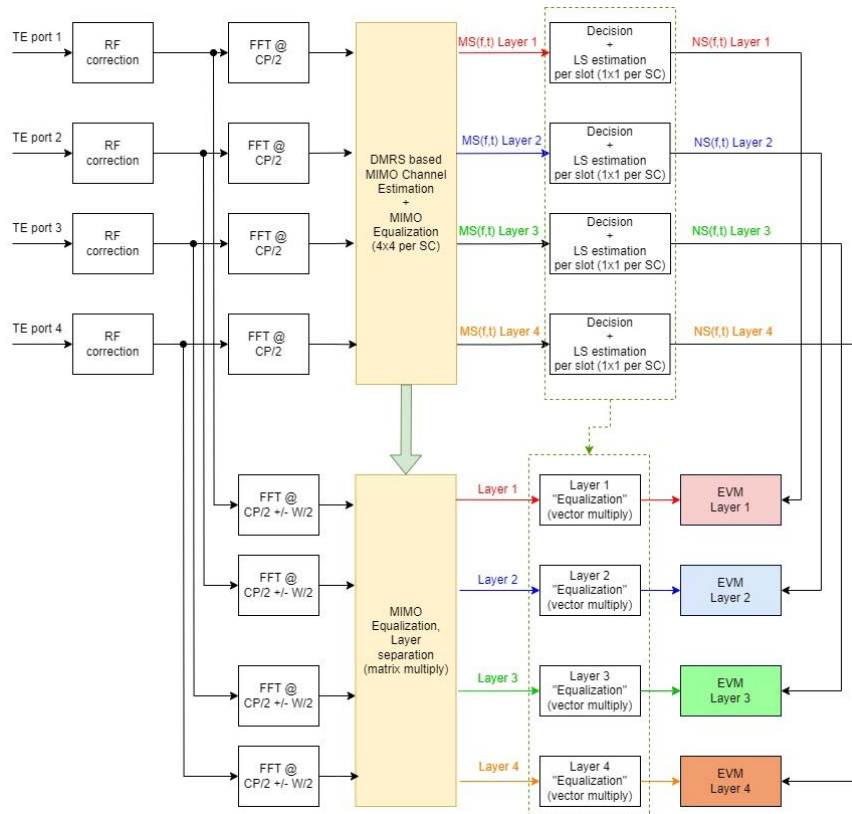 TE port 1
RF
correction
FFT @
CP/2
MS(f,t) Layer 1
Decision
+
LS estimation
per slot (1x1 per SC)
NS(f,t) Layer 1
TE port 2
RF
correction
FFT @
CP/2
DMRS based
MIMO Channel
Estimation
+
MIMO
Equalization
(4x4 per SC)
MS(f,t) Layer 2
Decision
+
LS estimation
per slot (1x1 per SC)
NS(f,t) Layer 2
TE port 3
RF
correction
FFT @
CP/2
MS(f,t) Layer 3
Decision
+
LS estimation
per slot (1x1 per SC)
NS(f,t) Layer 3
TE port 4
RF
correction
FFT @
CP/2
MS(f,t) Layer 4
Decision
+
LS estimation
per slot (1x1 per SC)
NS(f,t) Layer 4
FFT @
CP/2 +/- W/2
Layer 1
Layer 1
"Equalization"
(vector multiply)
EVM
Layer 1
FFT @
CP/2 +/- W/2
MIMO
Equalization,
Layer
separation
(matrix multiply)
Layer 2
Layer 2
"Equalization"
(vector multiply)
EVM
Layer 2
FFT @
CP/2 +/- W/2
Layer 3
Layer 3
"Equalization"
(vector multiply)
EVM
Layer 3
FFT @
CP/2 +/- W/2
Layer 4
Layer 4
"Equalization"
(vector multiply)
EVM
Layer 4